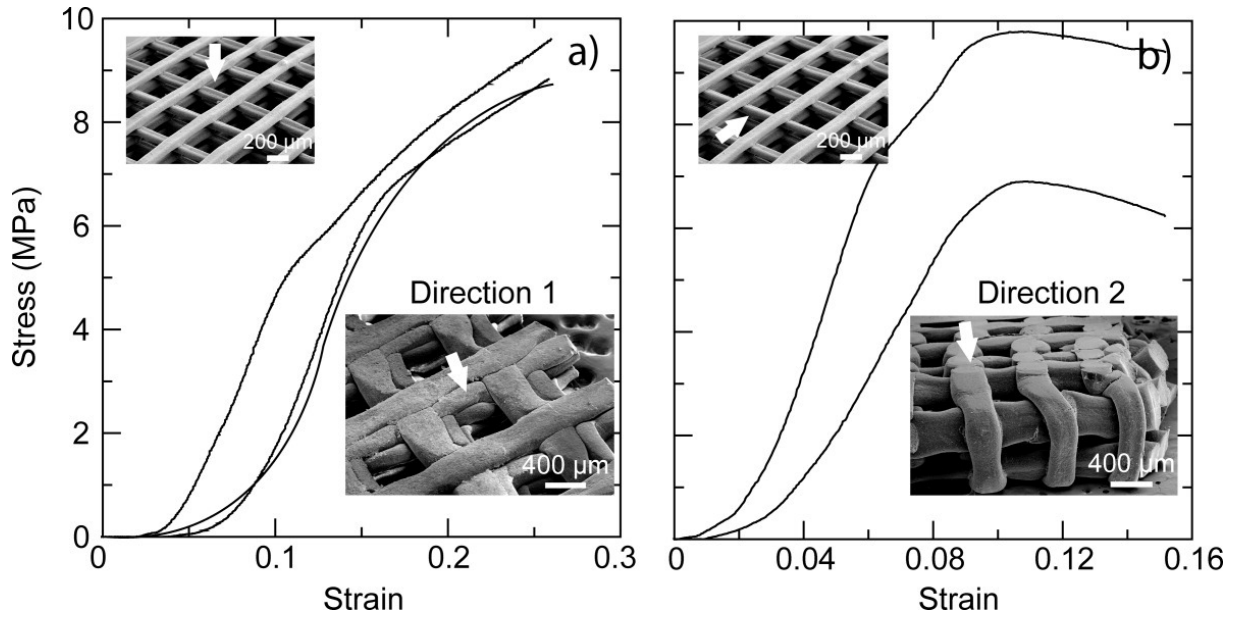 10
8
6
4
2
0
Stress (MPa)
a)
200 µm
Direction 1
400 µm
0
0.1
0.2
0.3
Strain
b)
200 µm
Direction 2
400 µm
0
0.04
0.08
0.12
0.16
Strain